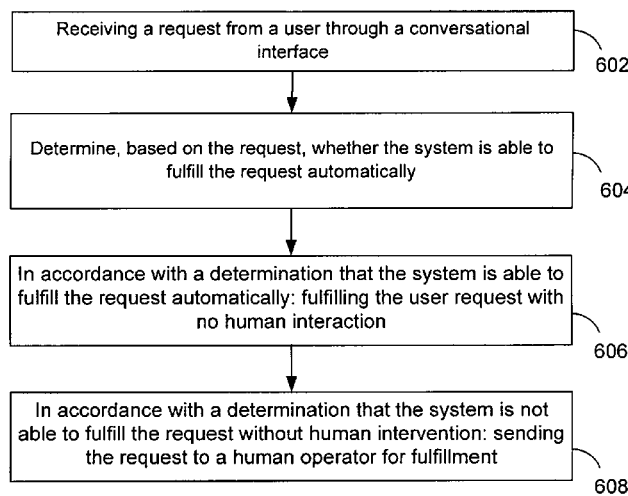 Receiving a request from a user through a conversational
interface
602
Determine, based on the request, whether the system is able to
fulfill the request automatically
604
In accordance with a determination that the system is able to
fulfill the request automatically: fulfilling the user request with
no human interaction
606
In accordance with a determination that the system is not
able to fulfill the request without human intervention: sending
the request to a human operator for fulfillment
608